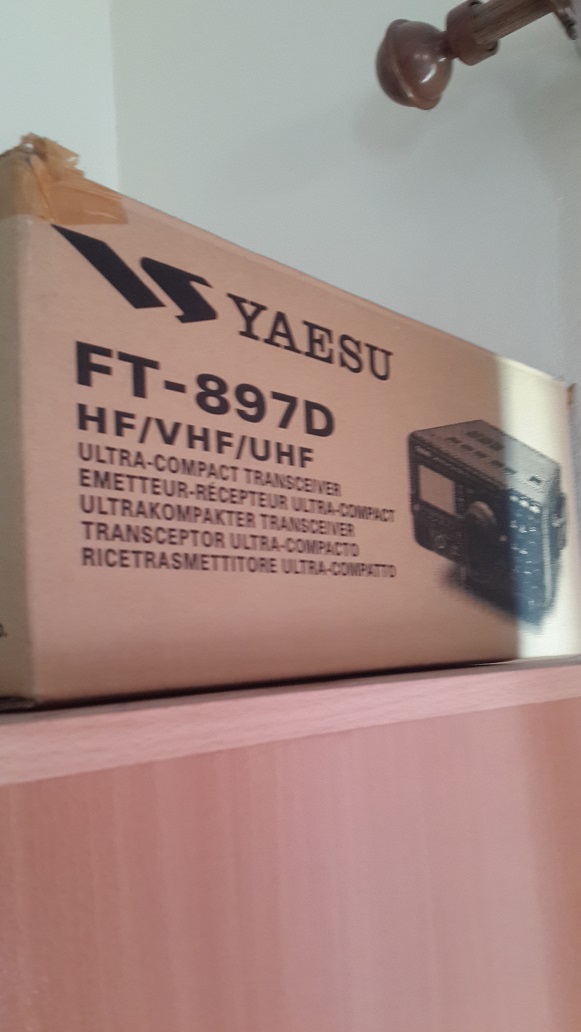 YAESU
FT-897D
HF/VHF/UHF
ULTRA-COMPACT TRANSCEIVER
EMETTEUR-RÉCEPTEUR ULTRA-COMPACT
ULTRAKOMPAKTER TRANSCEIVER
TRANSCEPTOR ULTRA-COMPACTO
RICETRASMETTITORE ULTRA-COMPATTO